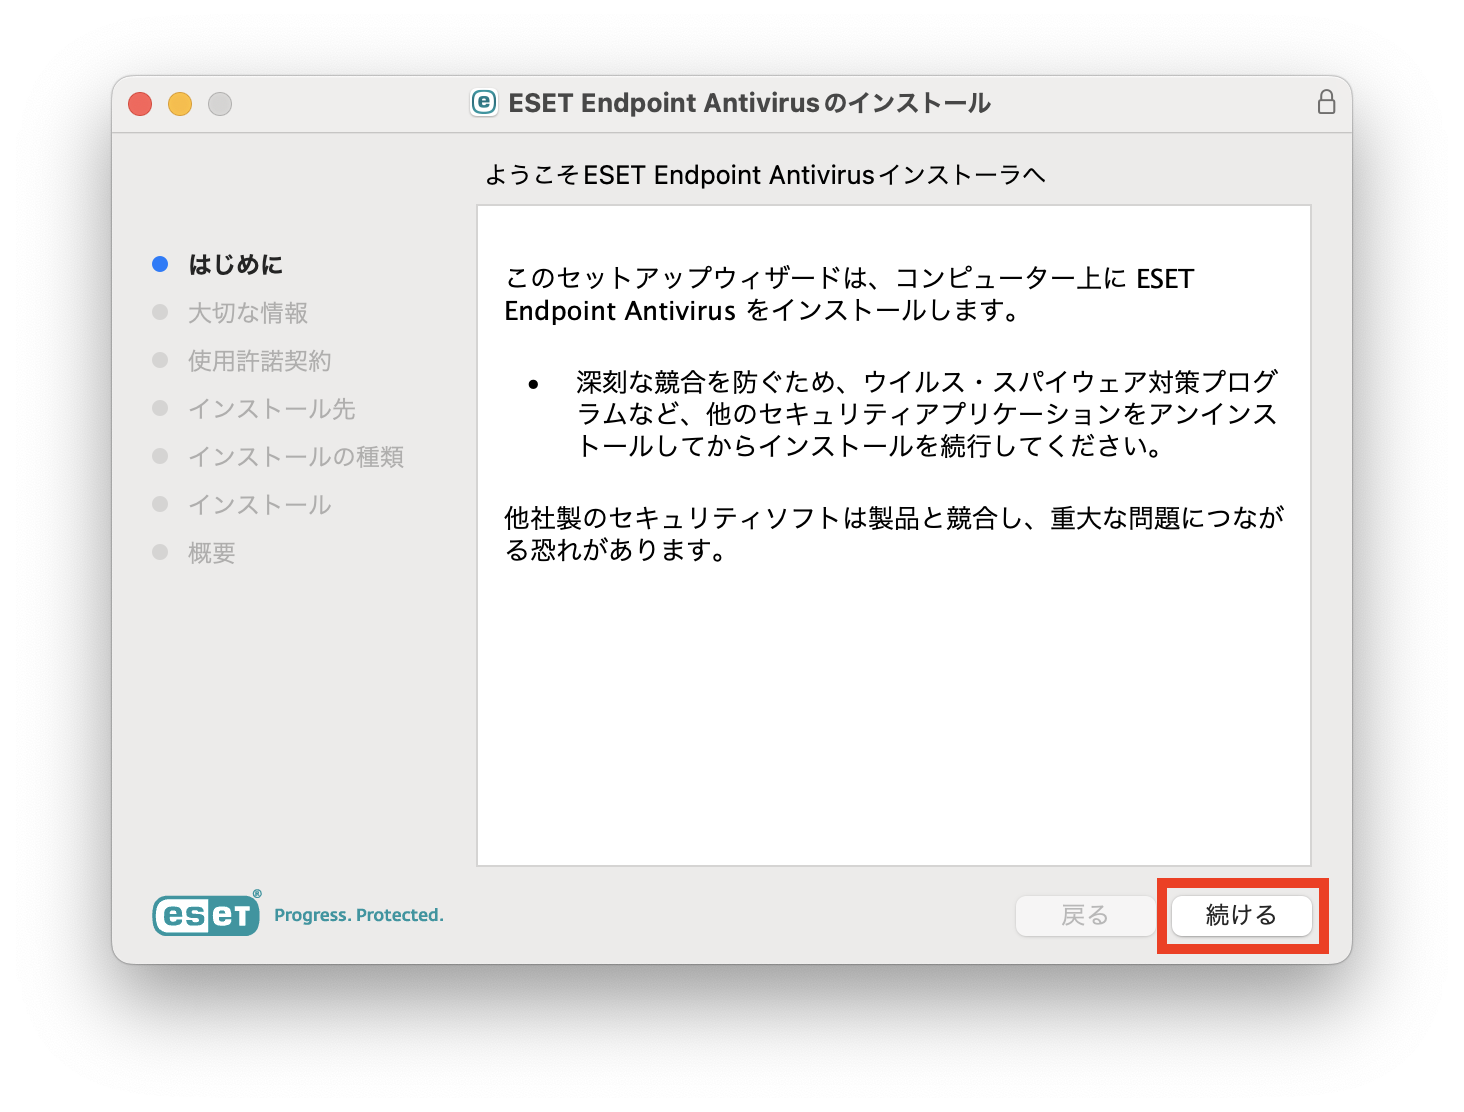 ESET Endpoint Antivirusのインストール
ようこそESET Endpoint Antivirusインストーラへ
はじめに
大切な情報
使用許諾契約
インストール先
インストールの種類
インストール
概要
このセットアップウィザードは、コンピューター上に ESET
Endpoint Antivirus をインストールします。
• 深刻な競合を防ぐため、ウイルス・スパイウェア対策プログ
ラムなど、他のセキュリティアプリケーションをアンインス
トールしてからインストールを続行してください。
他社製のセキュリティソフトは製品と競合し、重大な問題につなが
る恐れがあります。
eset® Progress. Protected.
戻る
続ける